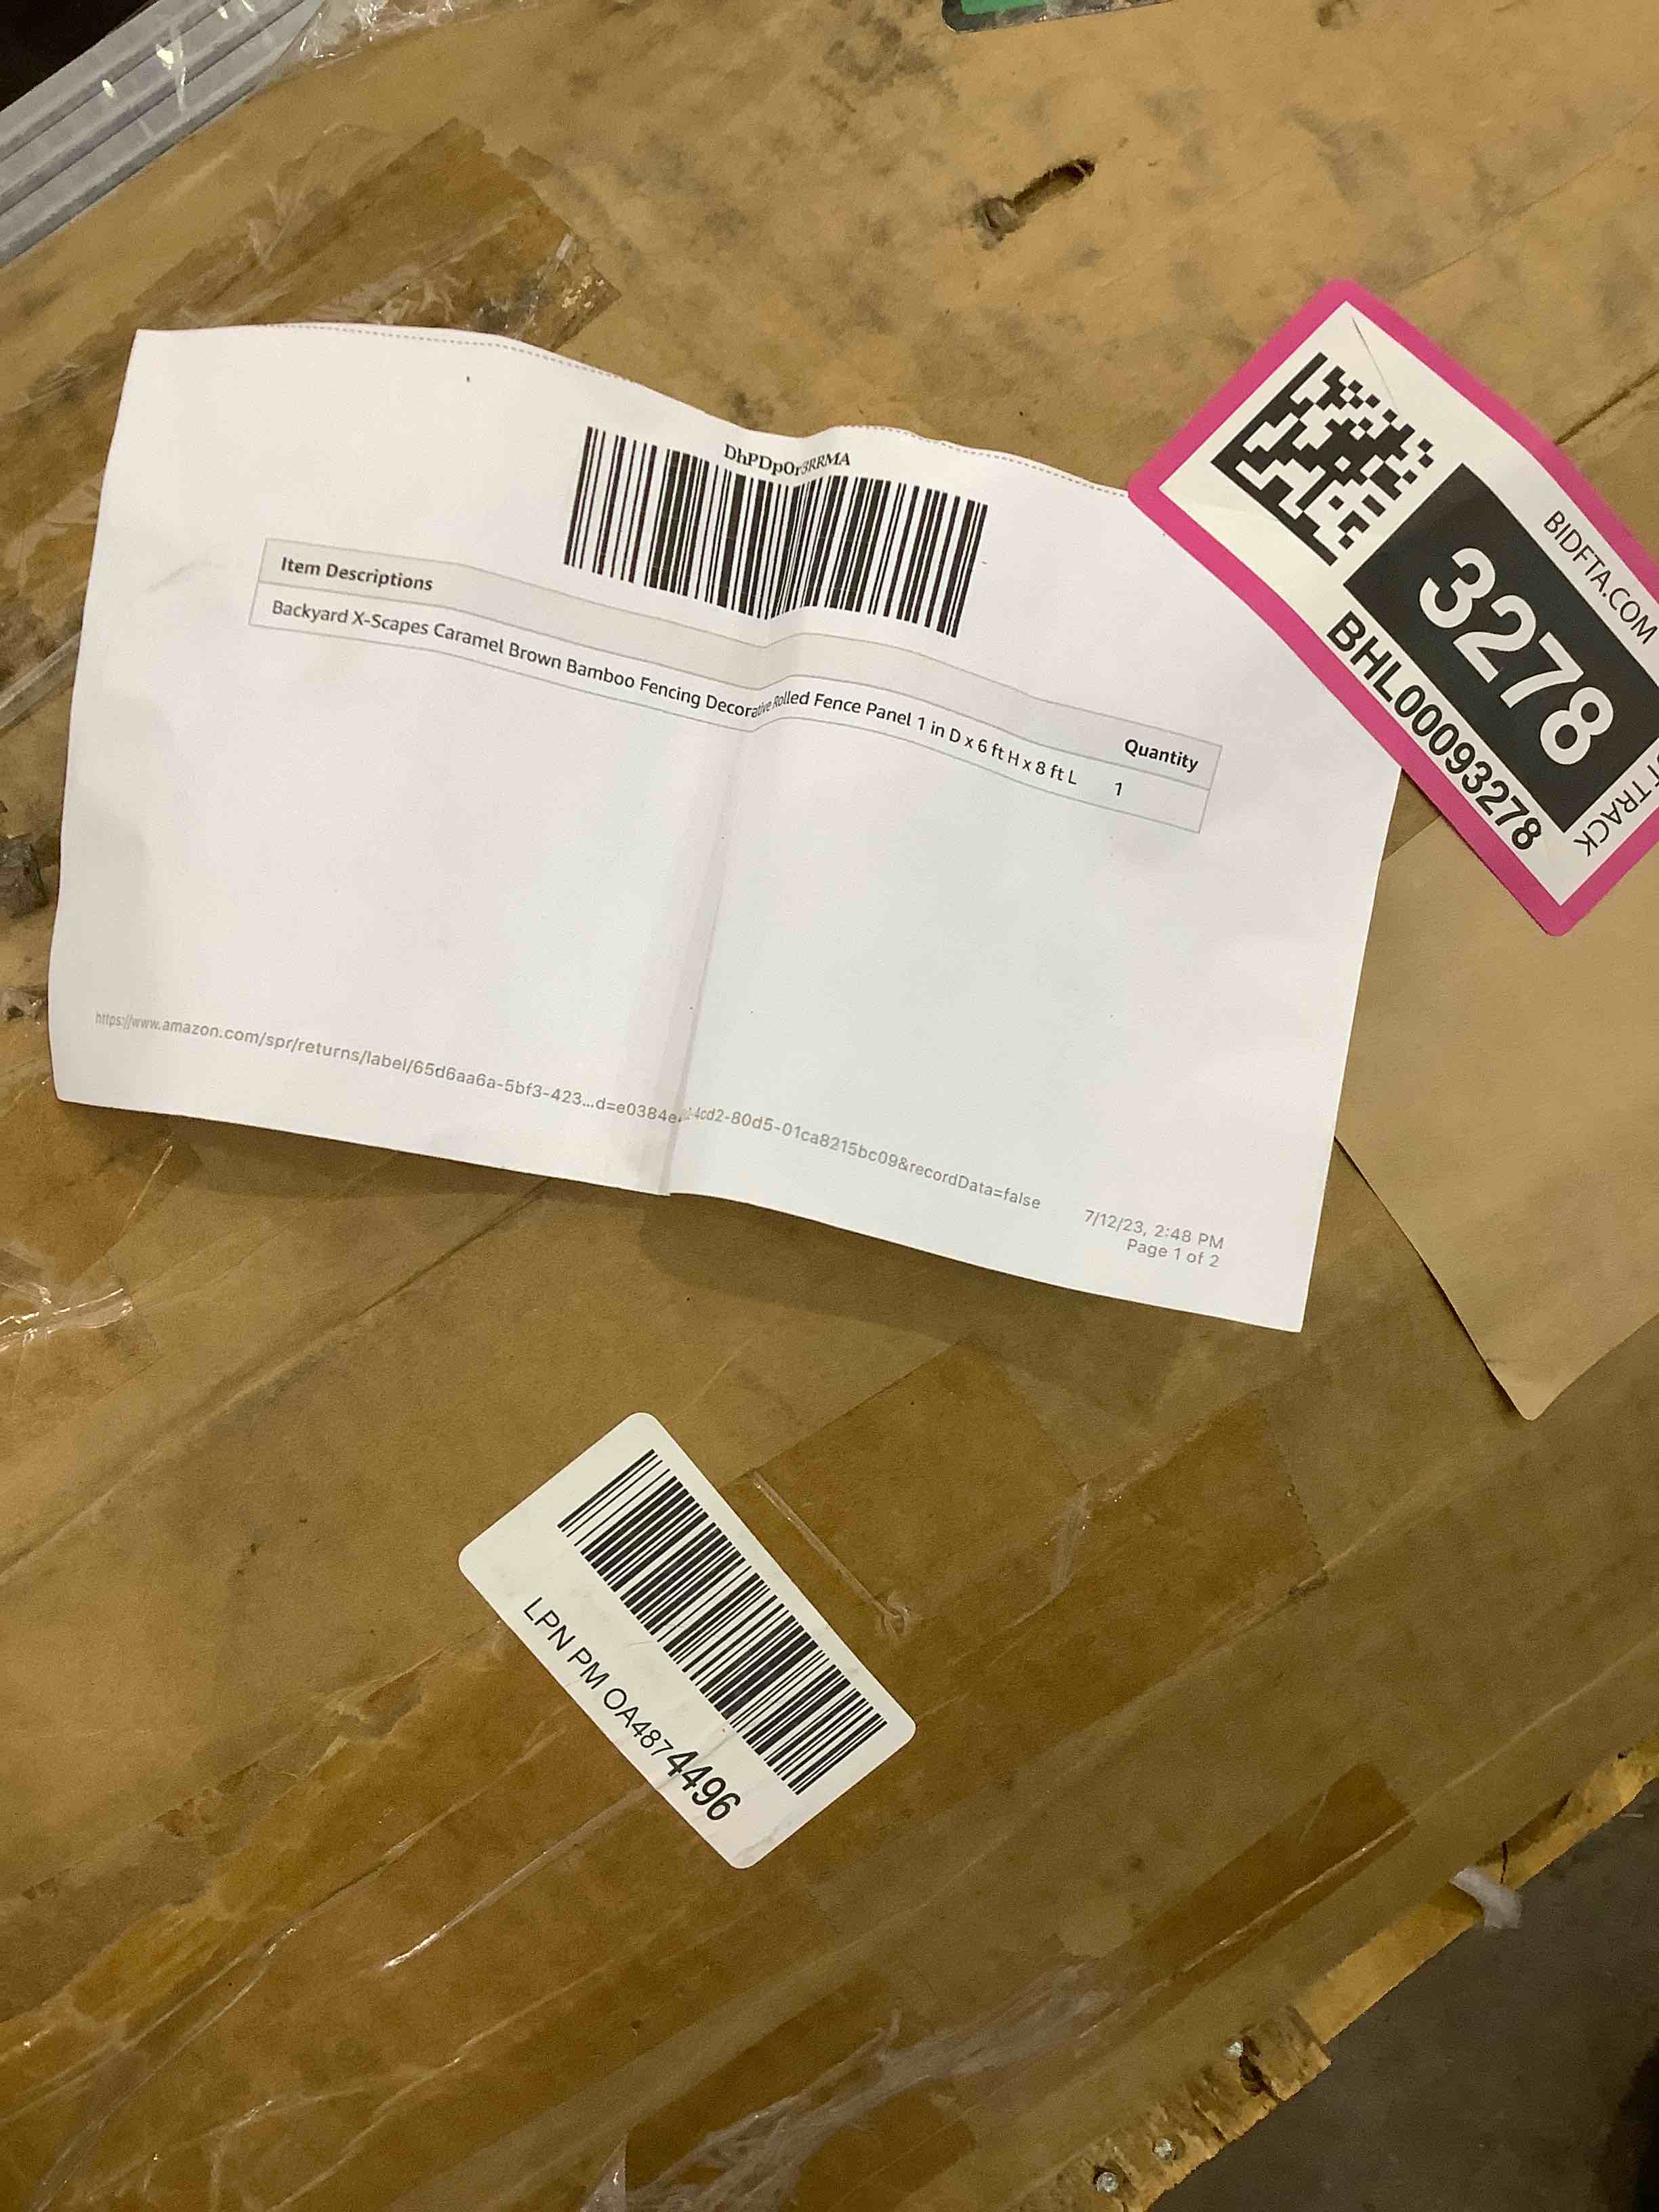 DhPDp0r3RRMA
Item Descriptions Quantity
Backyard X-Scapes Caramel Brown Bamboo Fencing Decorative Rolled Fence Panel 1 in D x 6 ft H x 8 ft L 1
https://www.amazon.com/spr/returns/label/65d6aa6a-5bf3-423...d=e0384e 4cd2-80d5-01ca8215bc09&recordData=false
7/12/23, 2:48 PM
Page 1 of 2
BIDFTA.COM
3278
BHL00093278
TRACK
LPN PM OA4874496